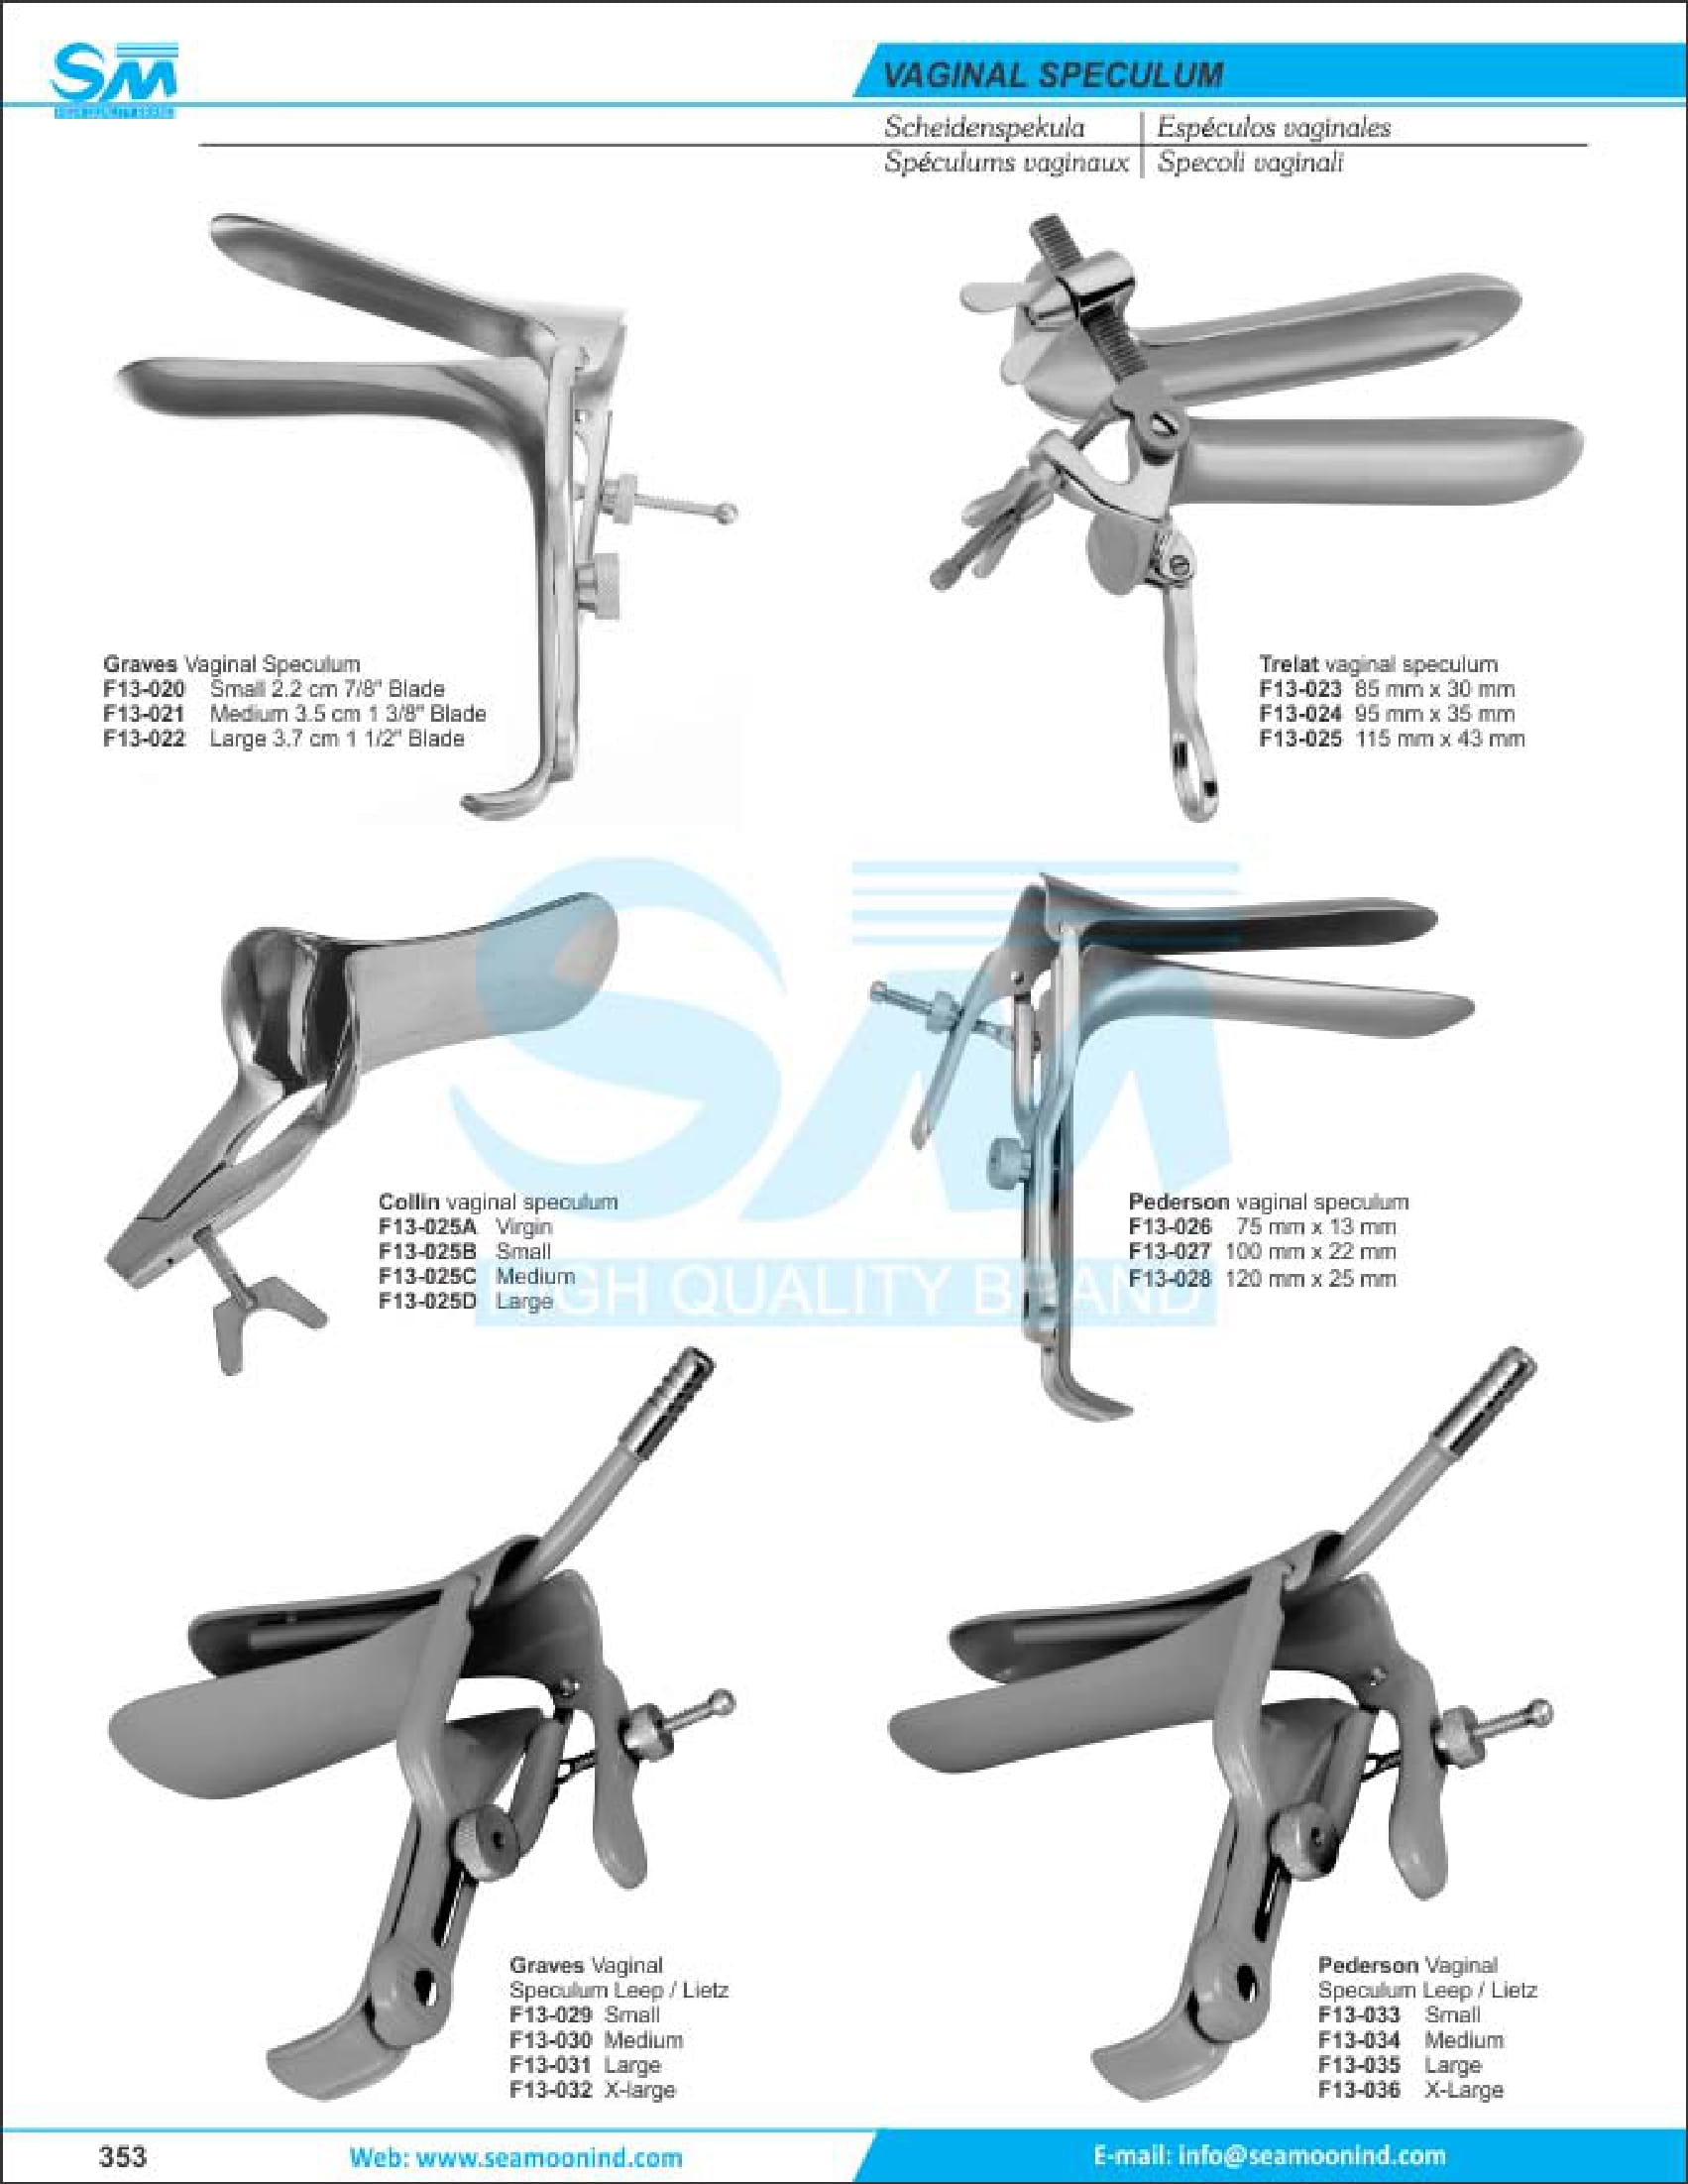 SM
VAGINAL SPECULUM
Scheidenspekula
Espéculos vaginales
Spéculums vaginaux
Specoli vaginali
Graves Vaginal Speculum
F13-020 Small 2.2 cm 7/8" Blade
F13-021 Medium 3.5 cm 1 3/8" Blade
F13-022 Large 3.7 cm 1 1/2" Blade
Trelat vaginal speculum
F13-023 85 mm x 30 mm
F13-024 95 mm x 35 mm
F13-025 115 mm x 43 mm
SM
Collin vaginal speculum
F13-025A Virgin
F13-025B Small
F13-025C Medium
F13-025D Large
Pederson vaginal speculum
F13-026 75 mm x 13 mm
F13-027 100 mm x 22 mm
F13-028 120 mm x 25 mm
HIGH QUALITY BRAND
Graves Vaginal
Speculum Leep / Lietz
F13-029 Small
F13-030 Medium
F13-031 Large
F13-032 X-large
Pederson Vaginal
Speculum Leep / Lietz
F13-033 Small
F13-034 Medium
F13-035 Large
F13-036 X-Large
353
Web: www.seamoonind.com
E-mail: info@seamoonind.com